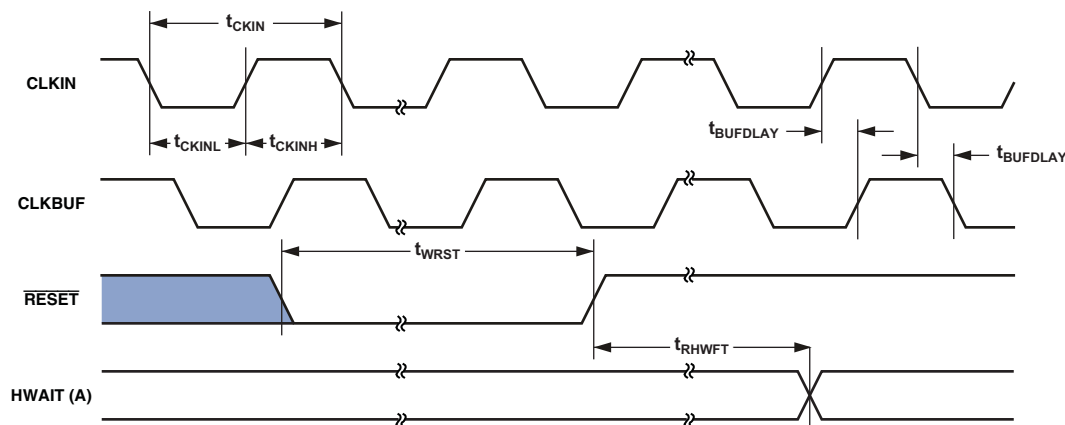 tCKIN
CLKIN
tCKINL
tCKINH
tBUFDLAY
tBUFDLAY
CLKBUF
tWRST
RESET
tRHWFT
HWAIT (A)